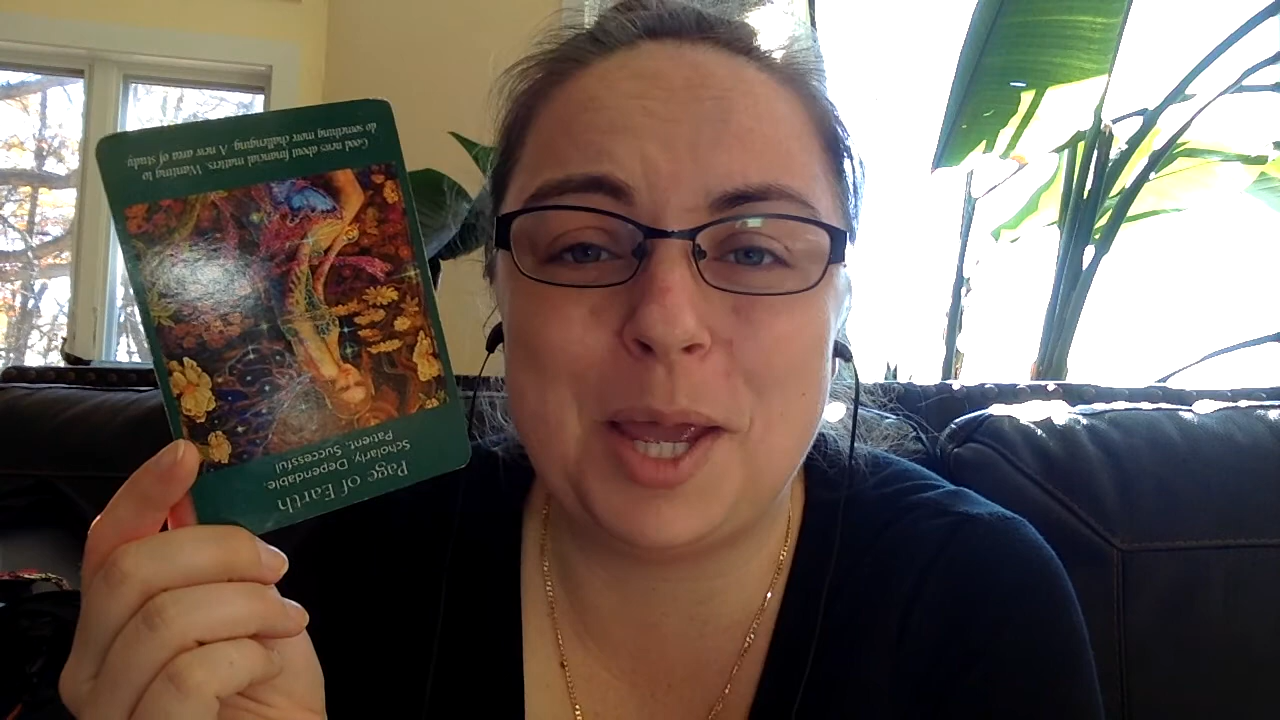 Page of Earth
Scholarly, Dependable,
Patient, Successful
Good news about financial matters. Wanting to
do something more challenging. A new area of study.